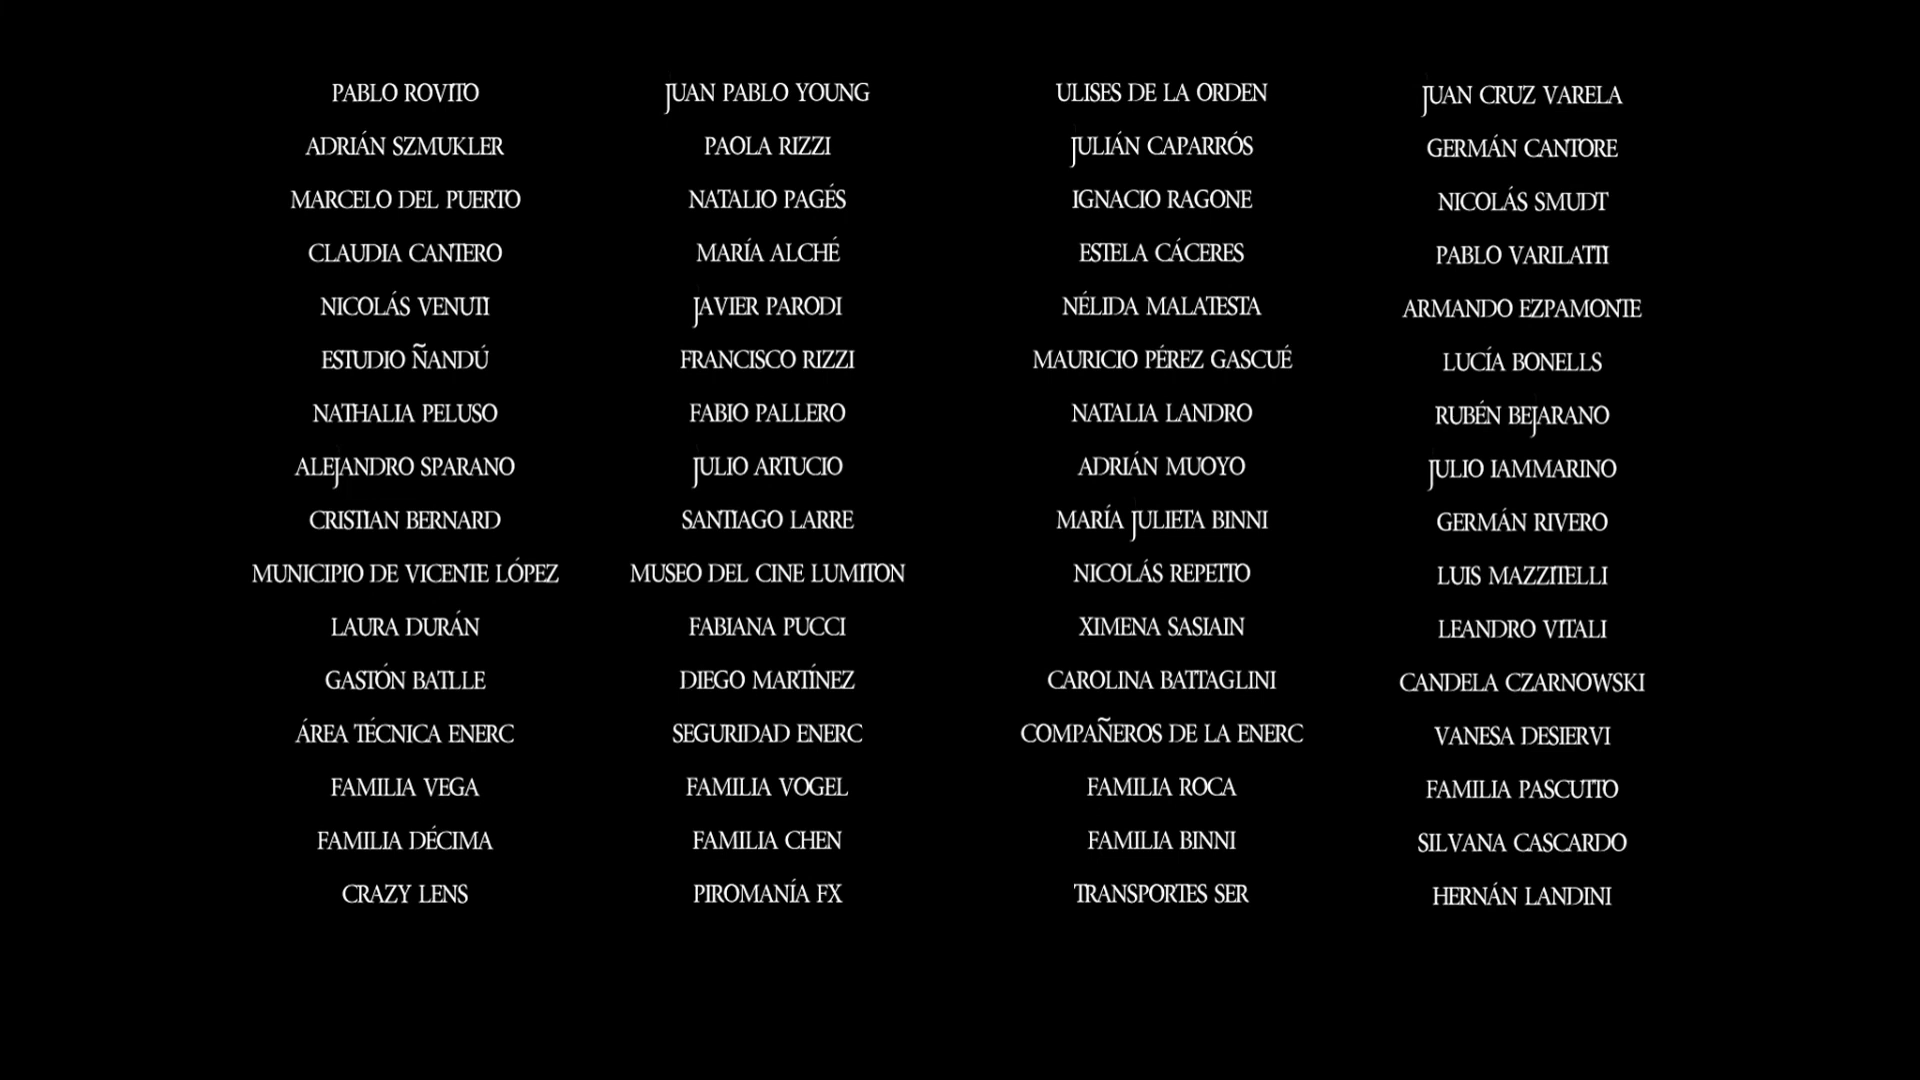 PABLO ROVITO
JUAN PABLO YOUNG
ULISES DE LA ORDEN
JUAN CRUZ VARELA
ADRIÁN SZMUKLER
PAOLA RIZZI
JULIÁN CAPARRÓS
GERMÁN CANTORE
MARCELO DEL PUERTO
NATALIO PAGÉS
IGNACIO RAGONE
NICOLÁS SMUDT
CLAUDIA CANTERO
MARÍA ALCHÉ
ESTELA CÁCERES
PABLO VARILATTI
NICOLÁS VENUTI
JAVIER PARODI
NÉLIDA MALATESTA
ARMANDO EZPAMONTE
ESTUDIO ÑANDÚ
FRANCISCO RIZZI
MAURICIO PÉREZ GASCUÉ
LUCÍA BONELLS
NATHALIA PELUSO
FABIO PALLERO
NATALIA LANDRO
RUBÉN BEJARANO
ALEJANDRO SPARANO
JULIO ARTUCIO
ADRIÁN MUOYO
JULIO IAMMARINO
CRISTIAN BERNARD
SANTIAGO LARRE
MARÍA JULIETA BINNI
GERMÁN RIVERO
MUNICIPIO DE VICENTE LÓPEZ
MUSEO DEL CINE LUMITON
NICOLÁS REPETTO
LUIS MAZZITELLI
LAURA DURÁN
FABIANA PUCCI
XIMENA SASIAIN
LEANDRO VITALI
GASTÓN BATLLE
DIEGO MARTÍNEZ
CAROLINA BATTAGLINI
CANDELA CZARNOWSKI
ÁREA TÉCNICA ENERC
SEGURIDAD ENERC
COMPAÑEROS DE LA ENERC
VANESA DESIERVI
FAMILIA VEGA
FAMILIA VOGEL
FAMILIA ROCA
FAMILIA PASCUTTO
FAMILIA DÉCIMA
FAMILIA CHEN
FAMILIA BINNI
SILVANA CASCARDO
CRAZY LENS
PIROMANÍA FX
TRANSPORTES SER
HERNÁN LANDINI